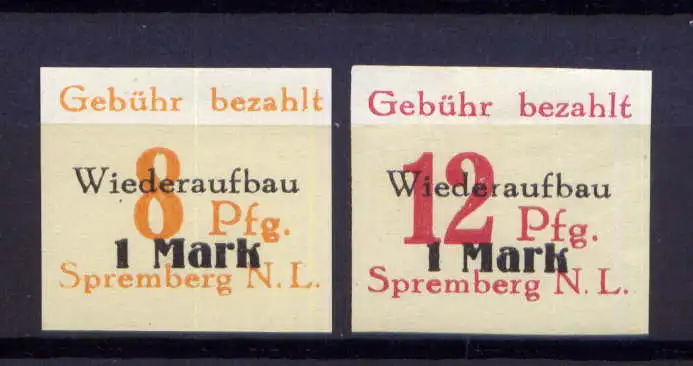 Gebühr bezahlt
Wiederaufbau
8 Pfg.
1 Mark
Spremberg N. L.
Gebühr bezahlt
Wiederaufbau
12 Pfg.
1 Mark
Spremberg N. L.